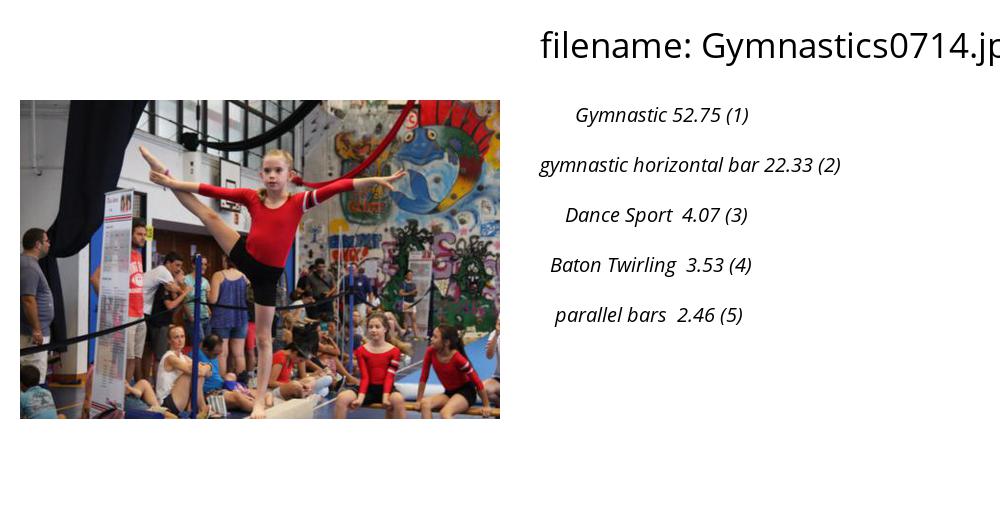 filename: Gymnastics0714.jp
Gymnastic 52.75 (1)
gymnastic horizontal bar 22.33 (2)
Dance Sport 4.07 (3)
Baton Twirling 3.53 (4)
parallel bars 2.46 (5)